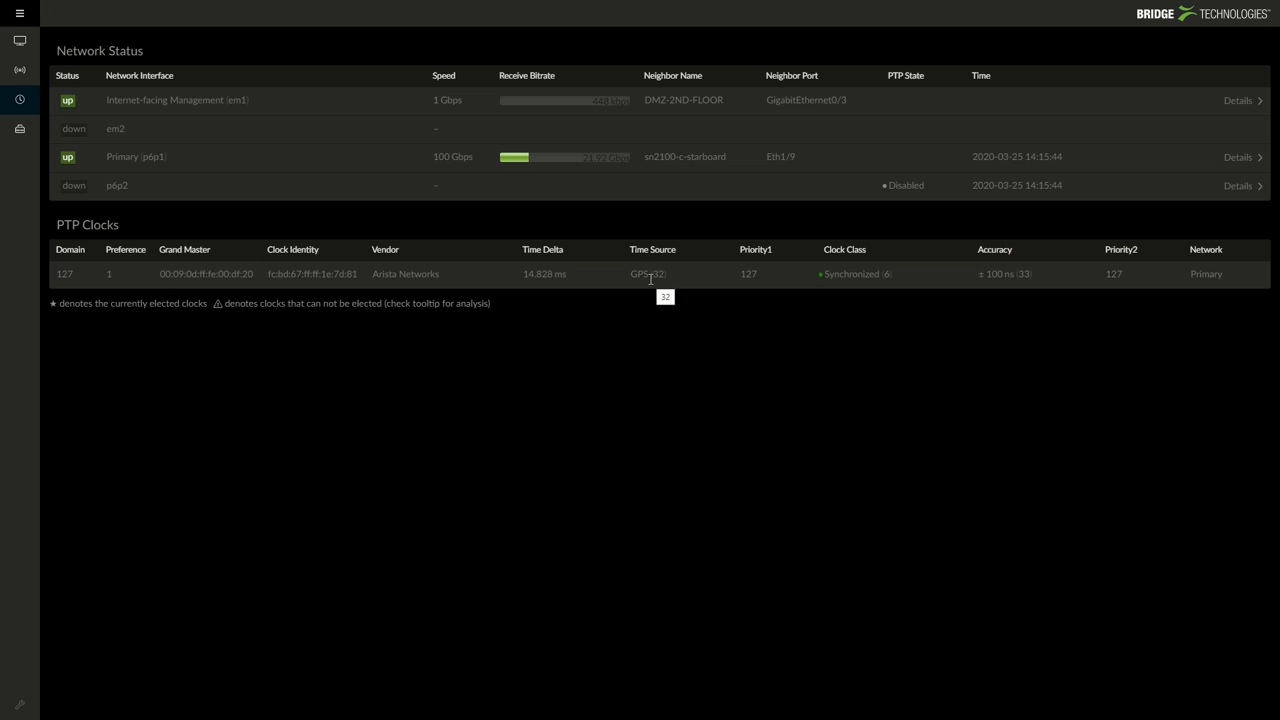 BRIDGE TECHNOLOGIES™
Network Status
Status Network Interface Speed Receive Bitrate Neighbor Name Neighbor Port PTP State Time
up Internet-facing Management (em1) 1 Gbps 448 kbps DMZ-2ND-FLOOR GigabitEthernet0/3 Details
down em2 –
up Primary (p6p1) 100 Gbps 21.92 Gbps sn2100-c-starboard Eth1/9 2020-03-25 14:15:44 Details
down p6p2 – Disabled 2020-03-25 14:15:44 Details
PTP Clocks
Domain Preference Grand Master Clock Identity Vendor Time Delta Time Source Priority1 Clock Class Accuracy Priority2 Network
127 1 00:09:0d:ff:fe:00:df:20 fc:bd:67:ff:ff:1e:7d:81 Arista Networks 14.828 ms GPS (32) 127 Synchronized (6) ± 100 ns (33) 127 Primary
32
★ denotes the currently elected clocks ⚠ denotes clocks that can not be elected (check tooltip for analysis)